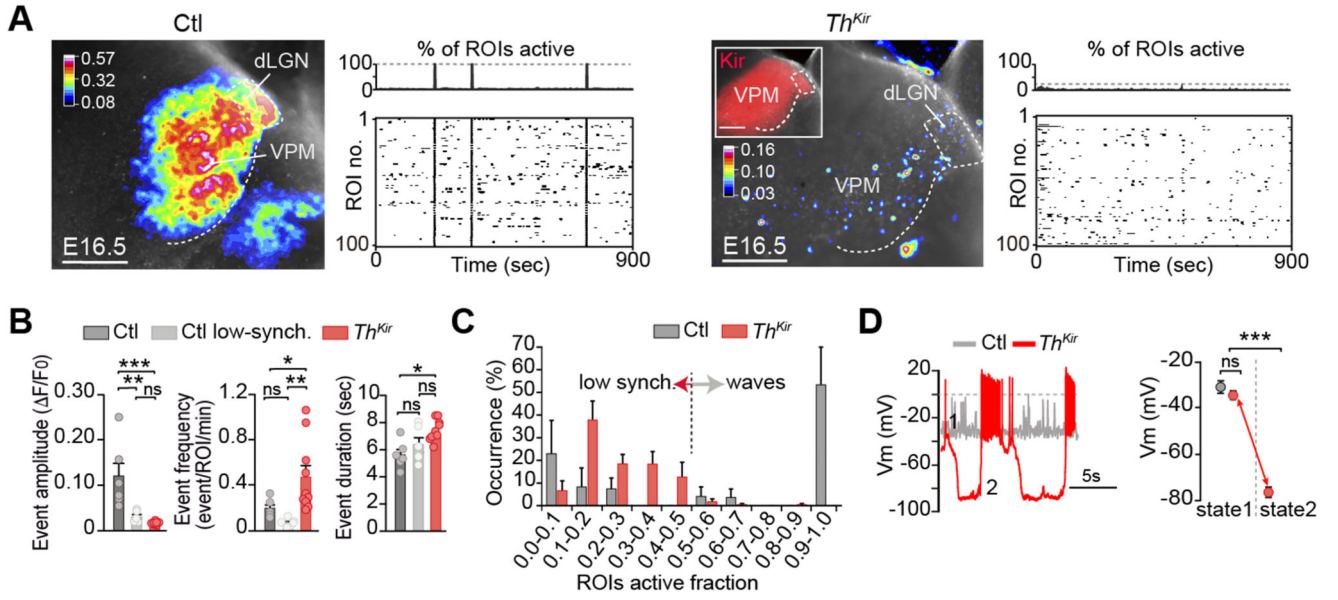 A
Ctl
0.57
0.32
0.08
dLGN
VPM
E16.5
% of ROIs active
100
0
1
ROI no.
100
0
Time (sec)
900
Th^Kir
Kir
VPM
dLGN
0.16
0.10
0.03
VPM
E16.5
% of ROIs active
100
0
1
ROI no.
100
0
Time (sec)
900
B
Ctl
Ctl low-synch.
Th^Kir
Event amplitude (ΔF/F0)
0.30
0.20
0.10
0
***
**
ns
Event frequency
(event/ROI/min)
1.2
0.8
0.4
0
*
ns
**
Event duration (sec)
10
8
6
4
2
0
*
ns
ns
C
Ctl
Th^Kir
Occurrence (%)
70
60
50
40
30
20
10
0
low synch
waves
0.0-0.1
0.1-0.2
0.2-0.3
0.3-0.4
0.4-0.5
0.5-0.6
0.6-0.7
0.7-0.8
0.8-0.9
0.9-1.0
ROIs active fraction
D
Ctl
Th^Kir
Vm (mV)
20
-20
-60
-100
1
2
5s
***
ns
Vm (mV)
-20
-40
-60
-80
state1
state2